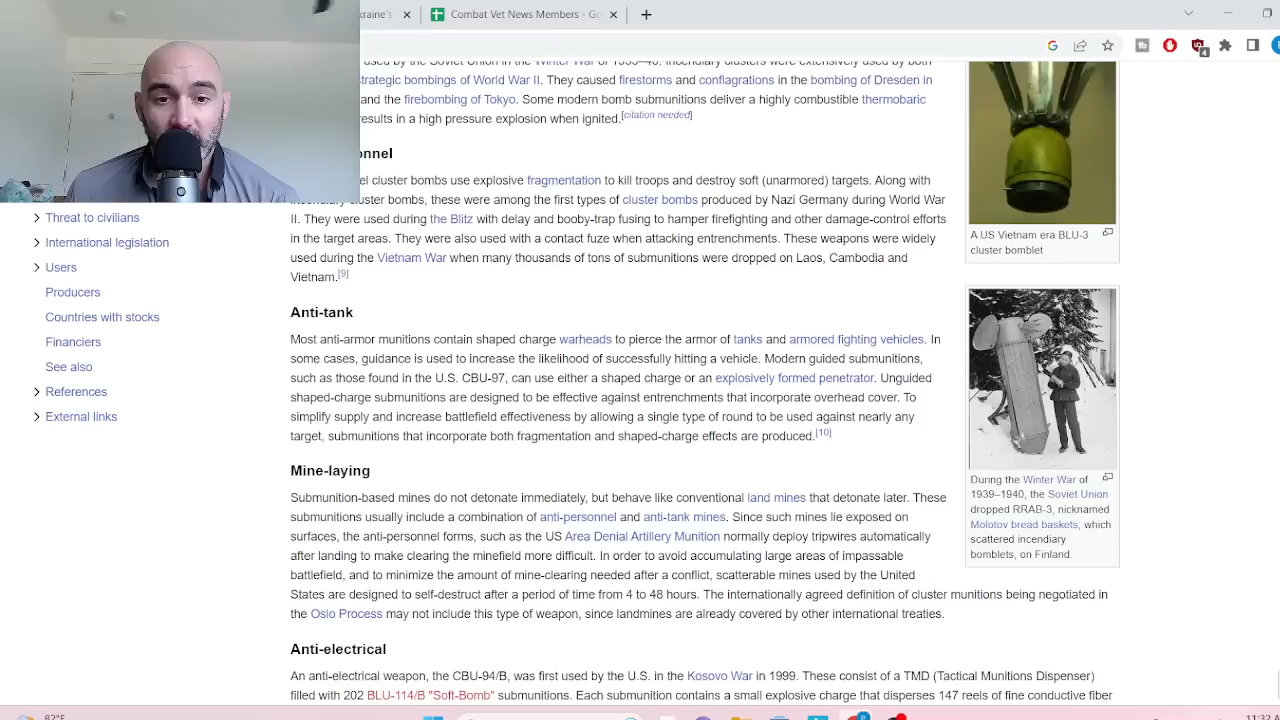 kraine's
Combat Vet News Members - Go
used by the Soviet Union in the Winter War of 1939–40. Incendiary clusters were extensively used by both
strategic bombings of World War II. They caused firestorms and conflagrations in the bombing of Dresden in
and the firebombing of Tokyo. Some modern bomb submunitions deliver a highly combustible thermobaric
results in a high pressure explosion when ignited.[citation needed]
onnel
el cluster bombs use explosive fragmentation to kill troops and destroy soft (unarmored) targets. Along with
incendiary cluster bombs, these were among the first types of cluster bombs produced by Nazi Germany during World War
II. They were used during the Blitz with delay and booby-trap fusing to hamper firefighting and other damage-control efforts
in the target areas. They were also used with a contact fuze when attacking entrenchments. These weapons were widely
used during the Vietnam War when many thousands of tons of submunitions were dropped on Laos, Cambodia and
Vietnam.[9]
Threat to civilians
International legislation
Users
Producers
Countries with stocks
Financiers
See also
References
External links
Anti-tank
Most anti-armor munitions contain shaped charge warheads to pierce the armor of tanks and armored fighting vehicles. In
some cases, guidance is used to increase the likelihood of successfully hitting a vehicle. Modern guided submunitions,
such as those found in the U.S. CBU-97, can use either a shaped charge or an explosively formed penetrator. Unguided
shaped-charge submunitions are designed to be effective against entrenchments that incorporate overhead cover. To
simplify supply and increase battlefield effectiveness by allowing a single type of round to be used against nearly any
target, submunitions that incorporate both fragmentation and shaped-charge effects are produced.[10]
Mine-laying
Submunition-based mines do not detonate immediately, but behave like conventional land mines that detonate later. These
submunitions usually include a combination of anti-personnel and anti-tank mines. Since such mines lie exposed on
surfaces, the anti-personnel forms, such as the US Area Denial Artillery Munition normally deploy tripwires automatically
after landing to make clearing the minefield more difficult. In order to avoid accumulating large areas of impassable
battlefield, and to minimize the amount of mine-clearing needed after a conflict, scatterable mines used by the United
States are designed to self-destruct after a period of time from 4 to 48 hours. The internationally agreed definition of cluster munitions being negotiated in
the Oslo Process may not include this type of weapon, since landmines are already covered by other international treaties.
Anti-electrical
An anti-electrical weapon, the CBU-94/B, was first used by the U.S. in the Kosovo War in 1999. These consist of a TMD (Tactical Munitions Dispenser)
filled with 202 BLU-114/B "Soft-Bomb" submunitions. Each submunition contains a small explosive charge that disperses 147 reels of fine conductive fiber
A US Vietnam era BLU-3
cluster bomblet
During the Winter War of
1939–1940, the Soviet Union
dropped RRAB-3, nicknamed
Molotov bread baskets, which
scattered incendiary
bomblets, on Finland.
4
82°F